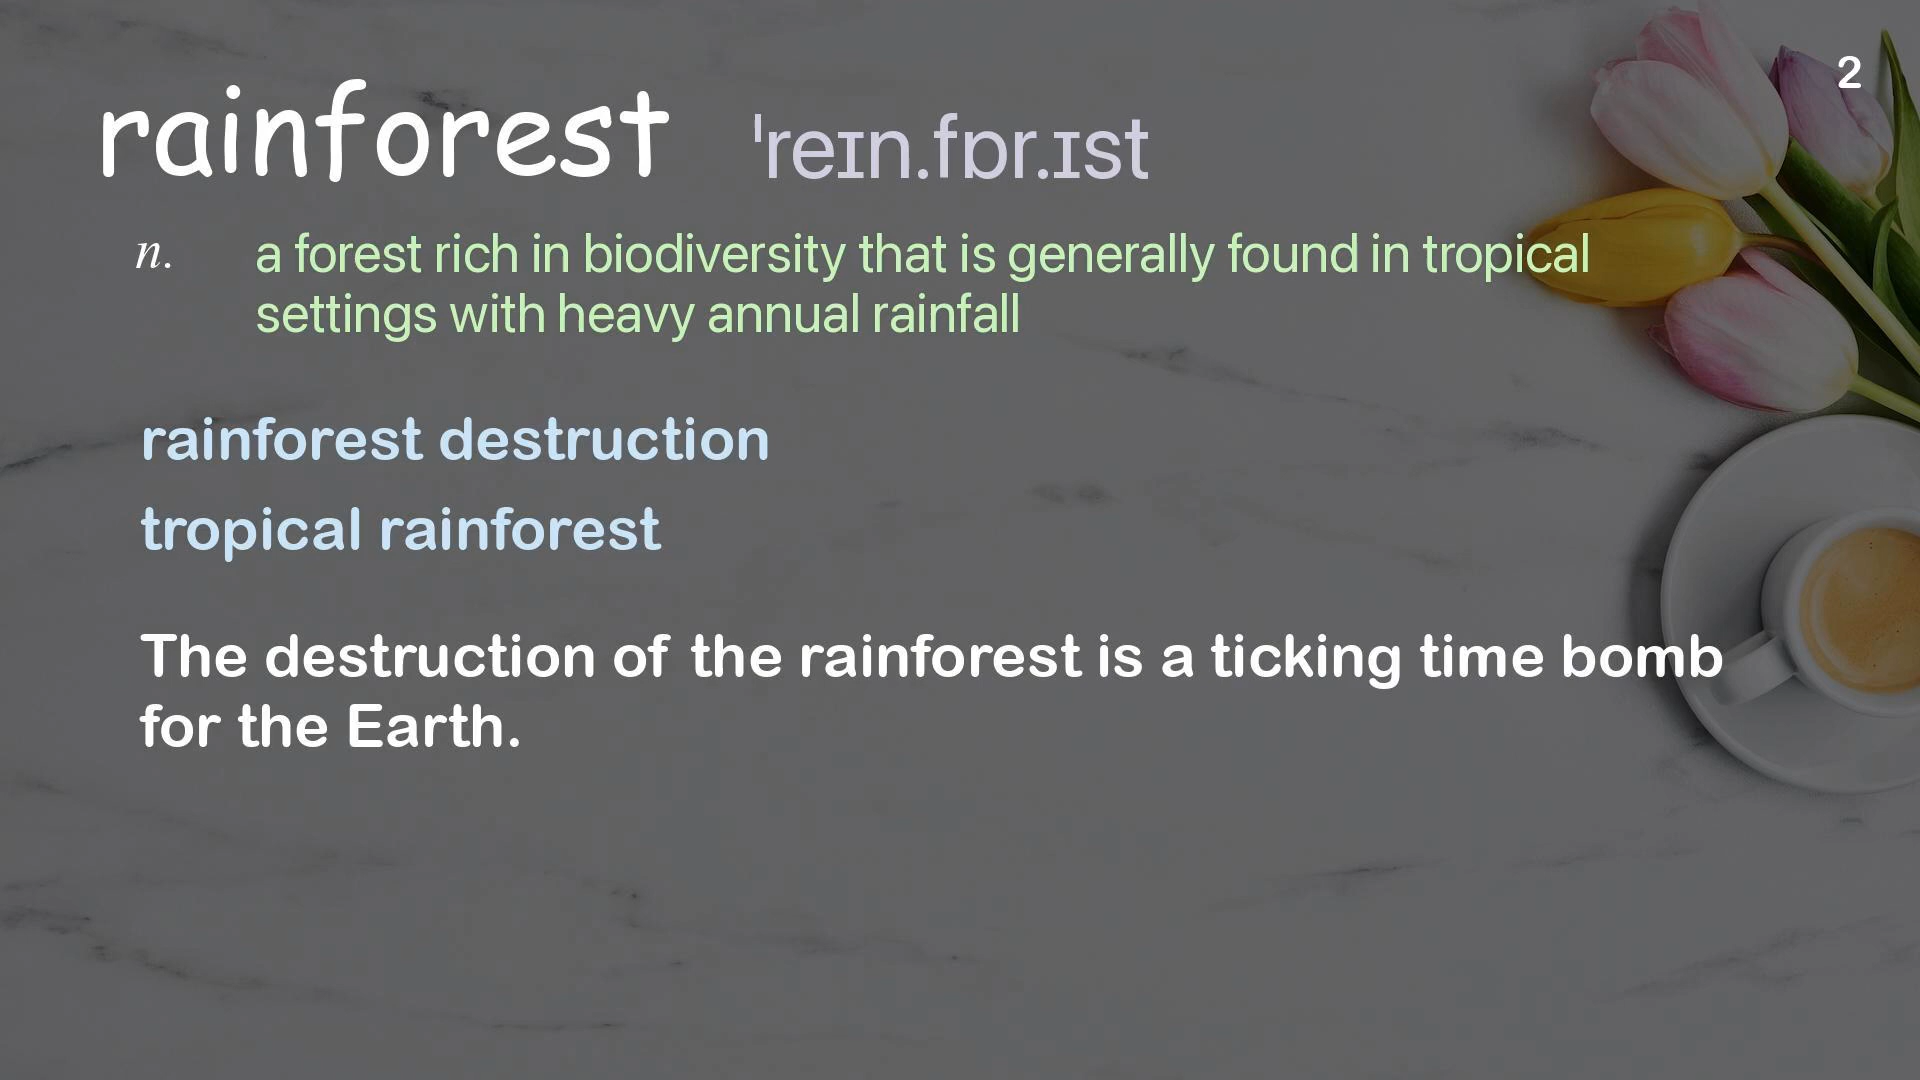 2
rainforest ˈreɪn.fɒr.ɪst
n. a forest rich in biodiversity that is generally found in tropical
settings with heavy annual rainfall
rainforest destruction
tropical rainforest
The destruction of the rainforest is a ticking time bomb
for the Earth.